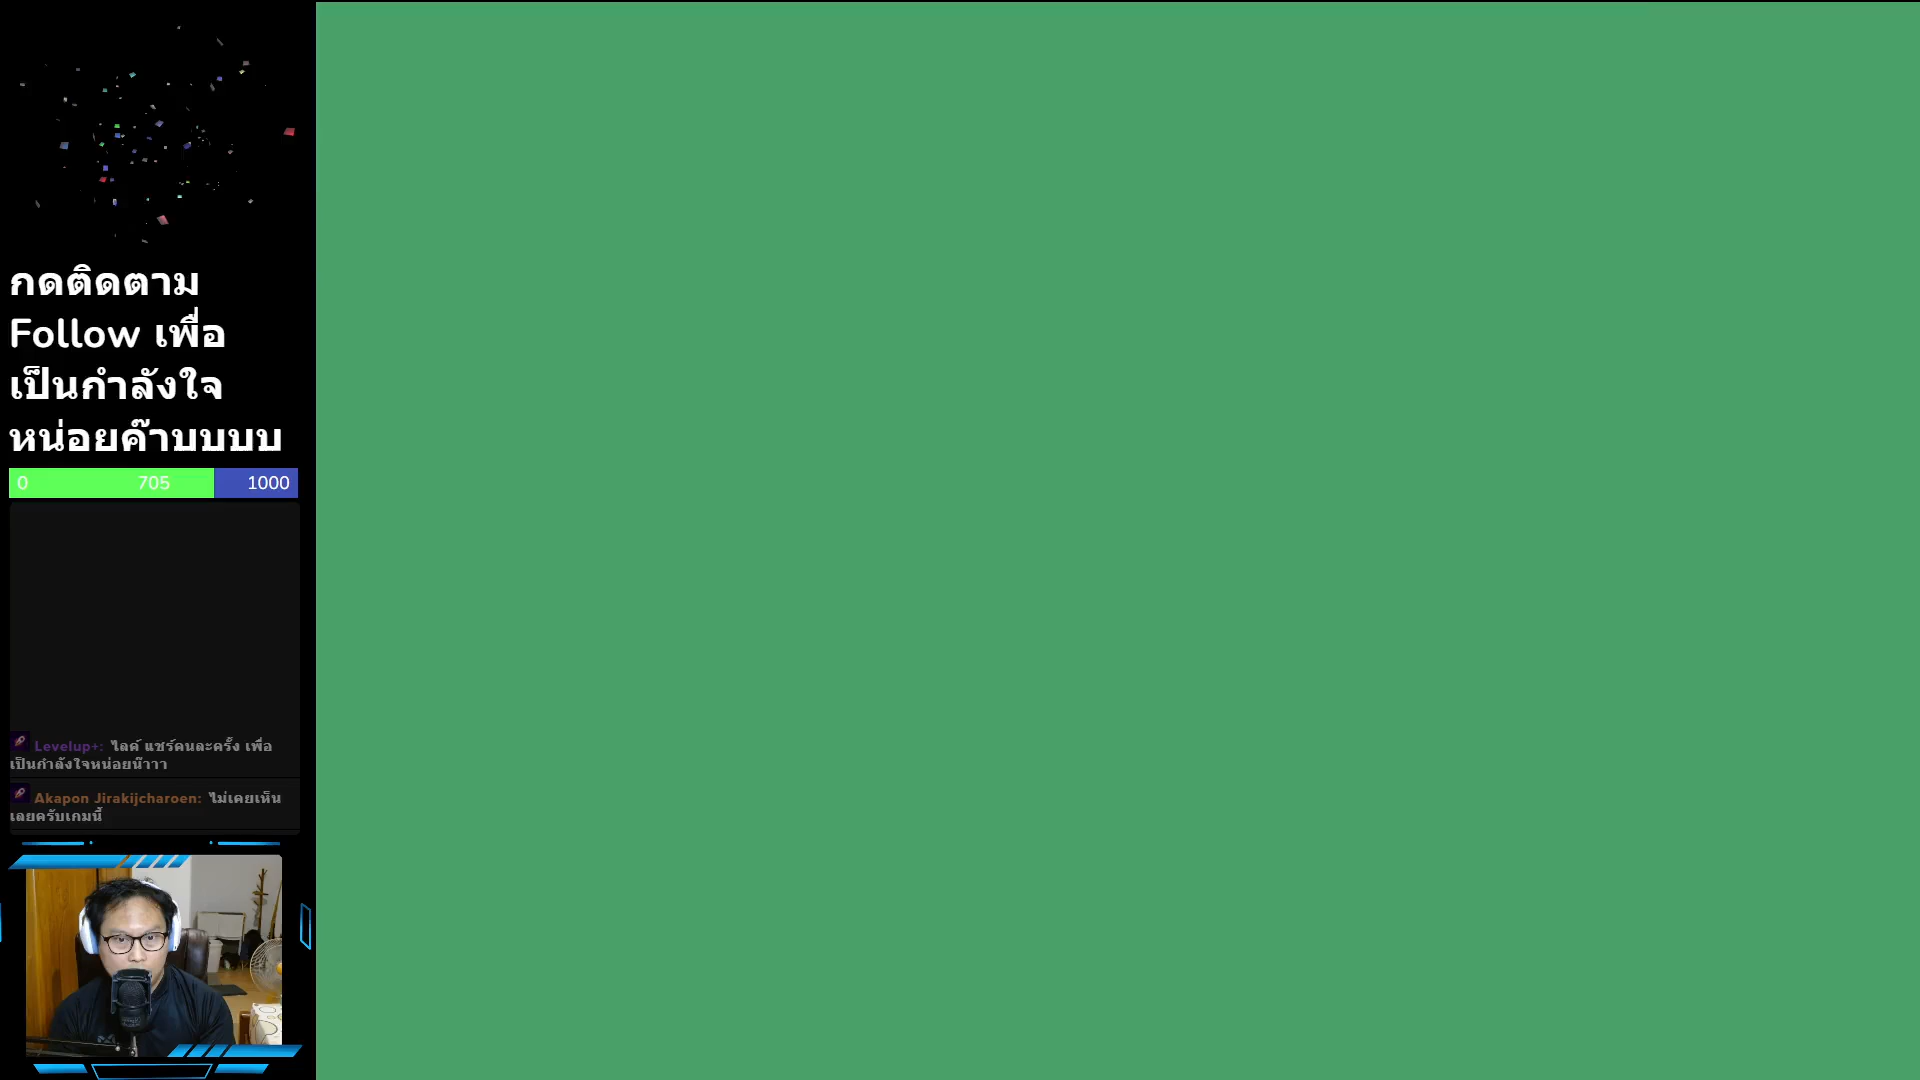 กดติดตาม
Follow เพื่อ
เป็นกำลังใจ
หน่อยค๊าบบบบ
0 705 1000
Levelup+: ไลค์ แชร์คนละครั้ง เพื่อ
เป็นกำลังใจหน่อยน๊าาา
Akapon Jirakijcharoen: ไม่เคยเห็น
เลยครับเกมนี้